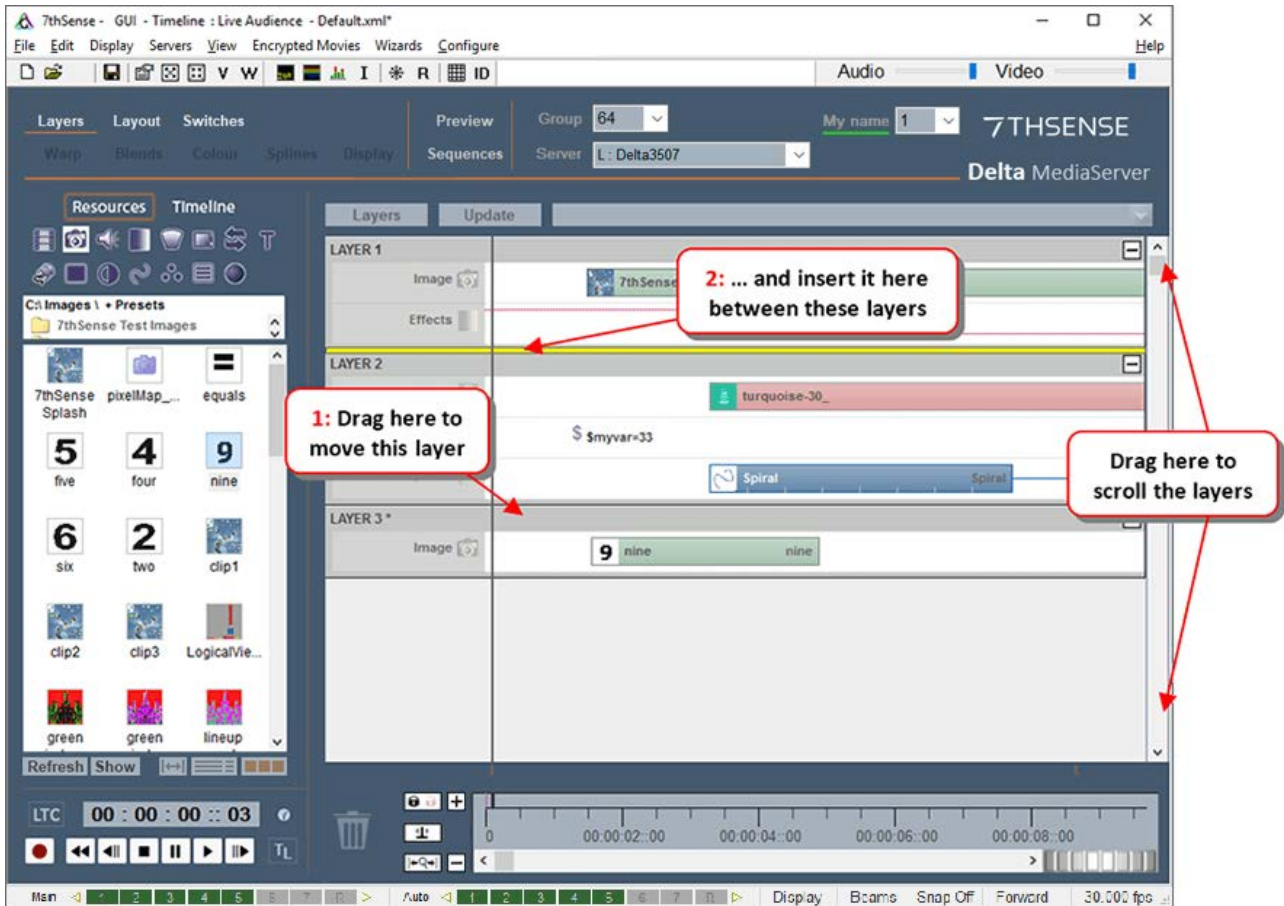 7thSense - GUI - Timeline : Live Audience - Default.xml*
File Edit Display Servers View Encrypted Movies Wizards Configure Help
V W I R ID Audio Video
Layers Layout Switches Preview Group 64 My name 1 7THSENSE
Warp Blends Colour Splines Display Sequences Server L : Delta3507
Delta MediaServer
Resources Timeline
Layers Update
T
C:\Images \ + Presets
7thSense Test Images
7thSense Splash
pixelMap_...
equals
5 4 9
five four nine
6 2
six two clip1
clip2 clip3 LogicalVie...
green green lineup
Refresh Show
LAYER 1
Image 7thSense
Effects
2: ... and insert it here
between these layers
LAYER 2
turquoise-30_
1: Drag here to
move this layer
$ $myvar=33
Spiral Spiral
Drag here to
scroll the layers
LAYER 3 *
Image 9 nine nine
LTC 00 : 00 : 00 :: 03
TL
0 00:00:02::00 00:00:04::00 00:00:06::00 00:00:08::00
Main 1 2 3 4 5 6 7 R Auto 1 2 3 4 5 6 7 R Display Beams Snap Off Forward 30.000 fps